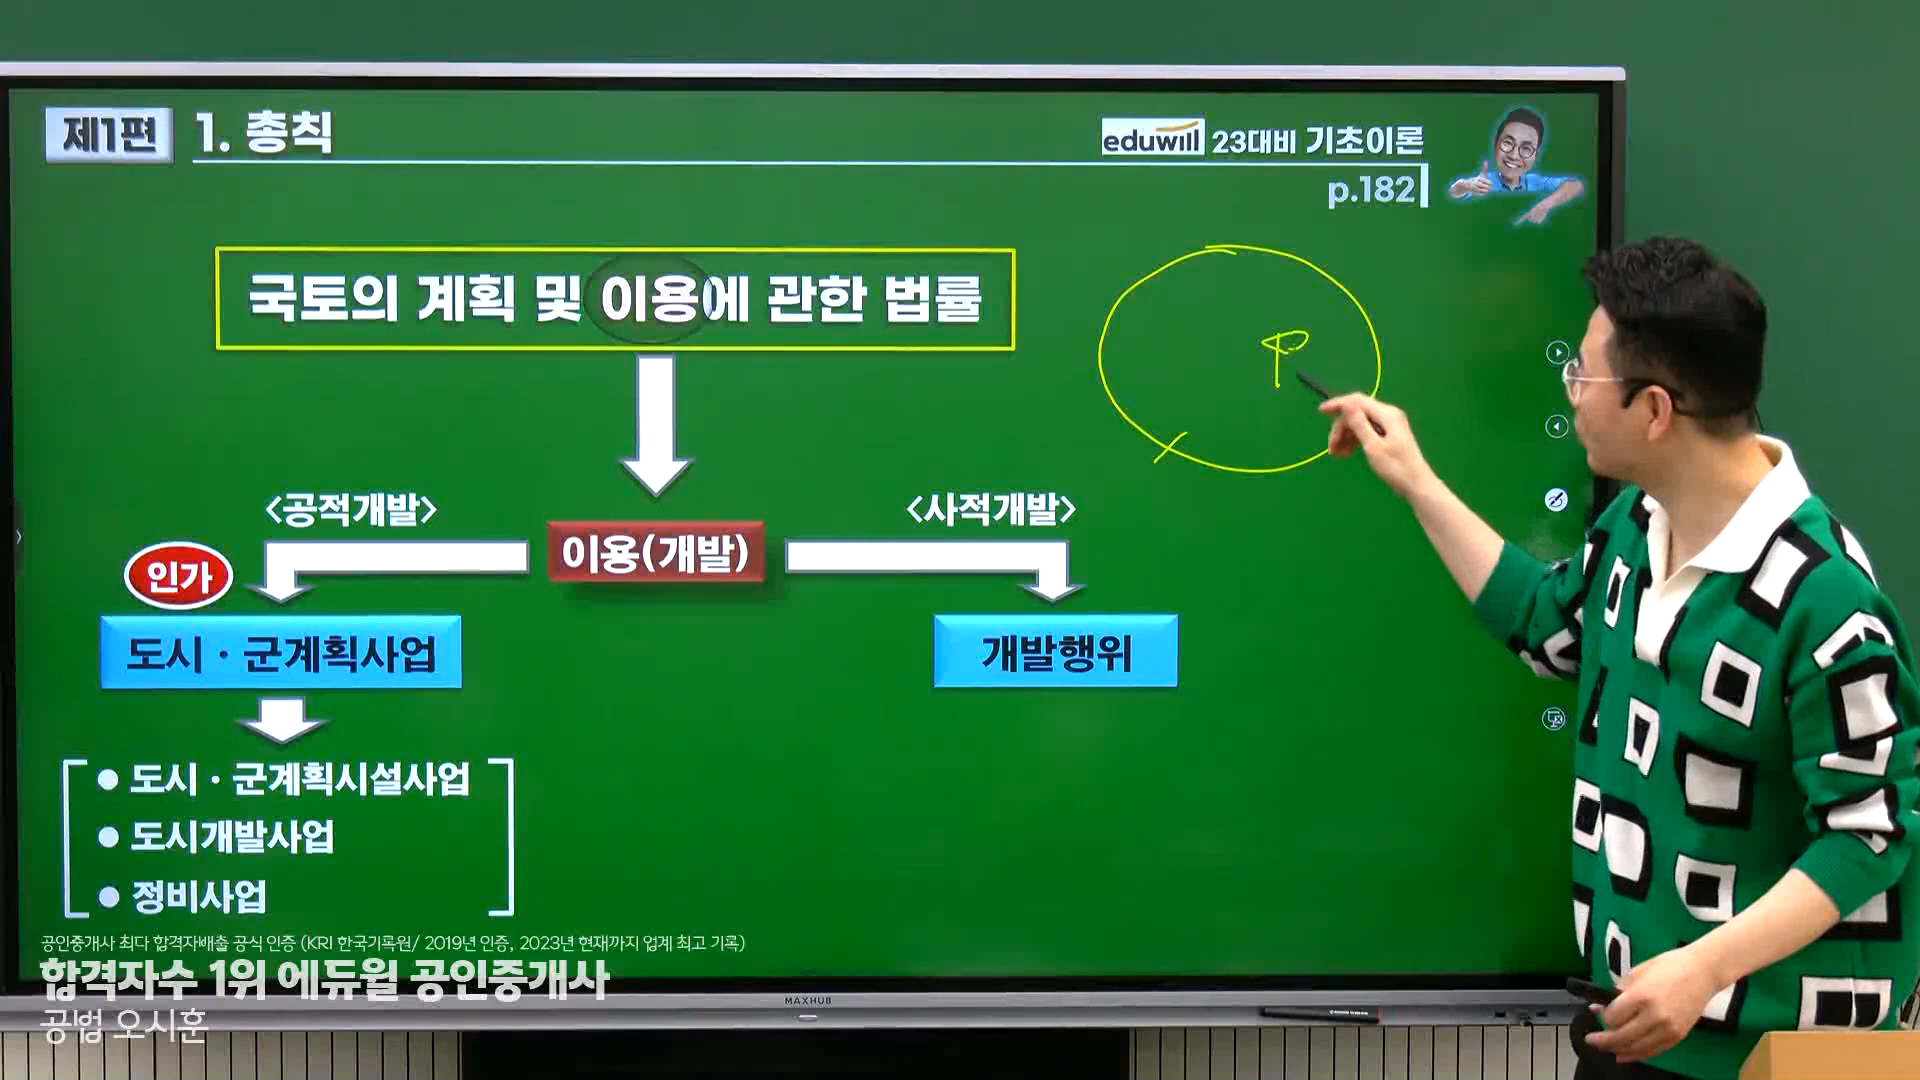 제1편 1. 총칙
eduwill 23대비 기초이론
p.182
국토의 계획 및 이용에 관한 법률
P
<공적개발>
<사적개발>
이용(개발)
인가
도시·군계획사업
개발행위
● 도시·군계획시설사업
● 도시개발사업
● 정비사업
공인중개사 최다 합격자배출 공식 인증 (KRI 한국기록원/ 2019년 인증, 2023년 현재까지 업계 최고 기록)
합격자수 1위 에듀윌 공인중개사
공법 오시훈
MAXHUB